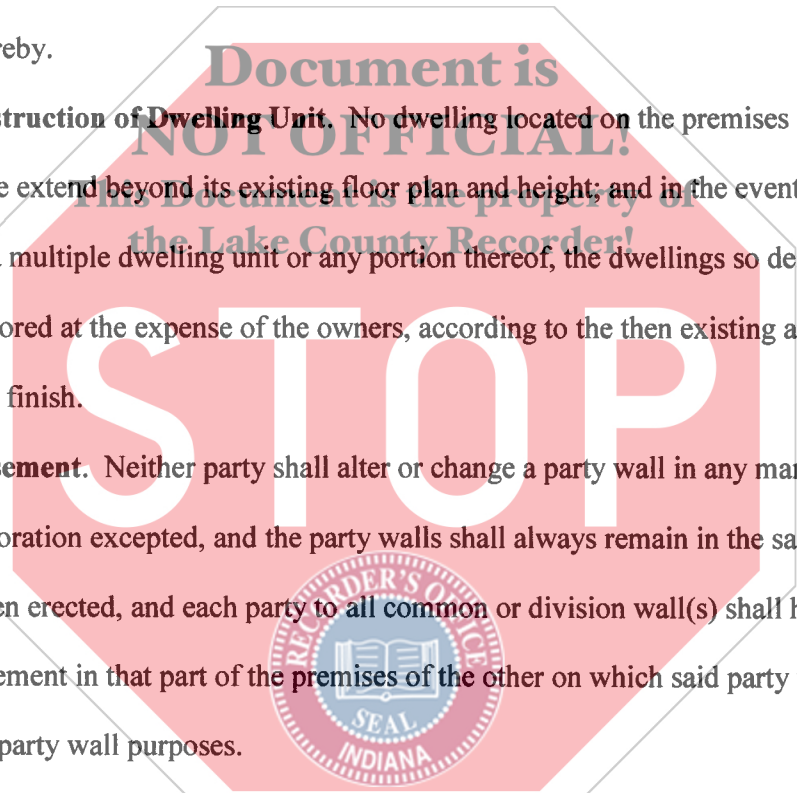 reby.
Document is
struction of Dwelling Unit. No dwelling located on the premises
NOT OFFICIAL!
e extend beyond its existing floor plan and height; and in the event
This Document is the property of
the Lake County Recorder!
multiple dwelling unit or any portion thereof, the dwellings so de
ored at the expense of the owners, according to the then existing a
STOP
finish.
sement. Neither party shall alter or change a party wall in any mar
oration excepted, and the party walls shall always remain in the sa
en erected, and each party to all common or division wall(s) shall h
ement in that part of the premises of the other on which said party
party wall purposes.
RECORDER'S OFFICE
SEAL
INDIANA